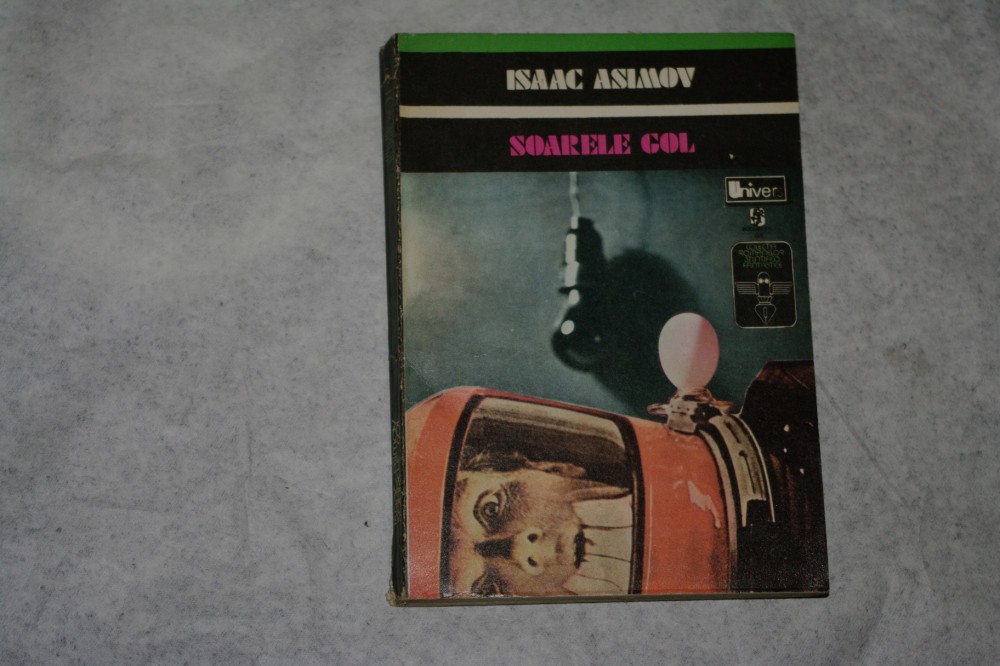 ISAAC ASIMOV
SOARELE GOL
Univers